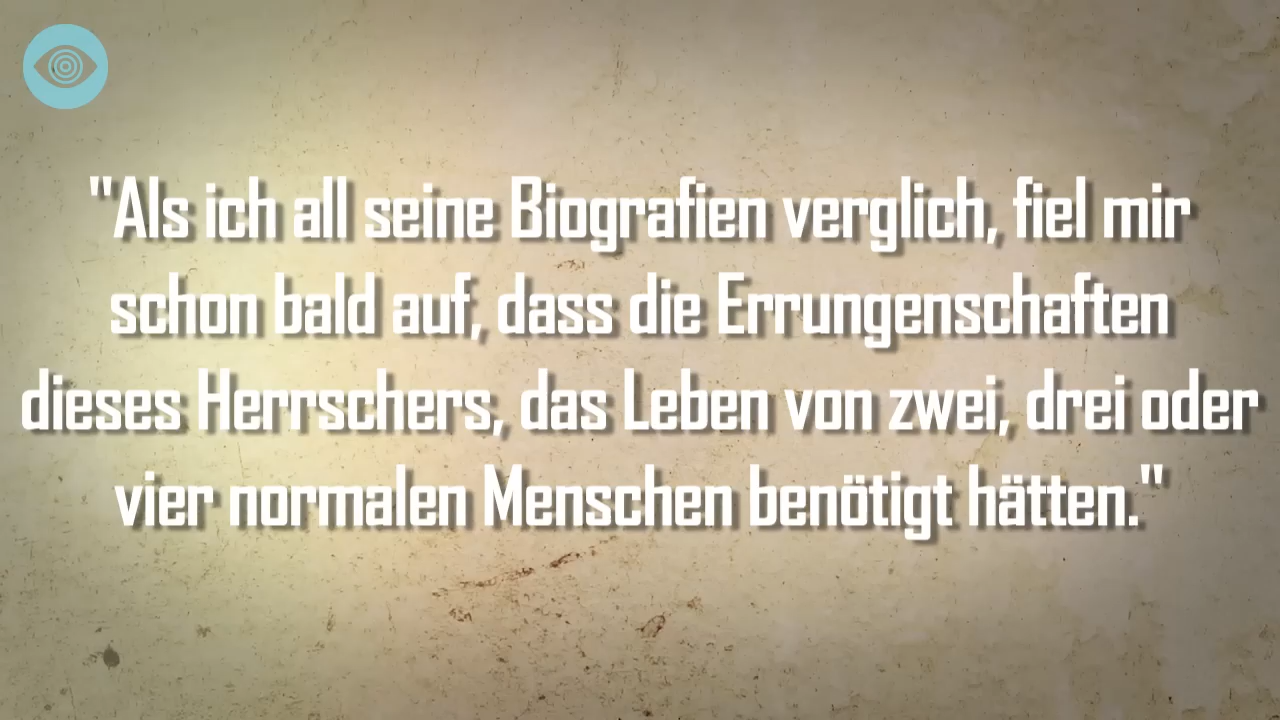 "Als ich all seine Biografien verglich, fiel mir
schon bald auf, dass die Errungenschaften
dieses Herrschers, das Leben von zwei, drei oder
vier normalen Menschen benötigt hätten."